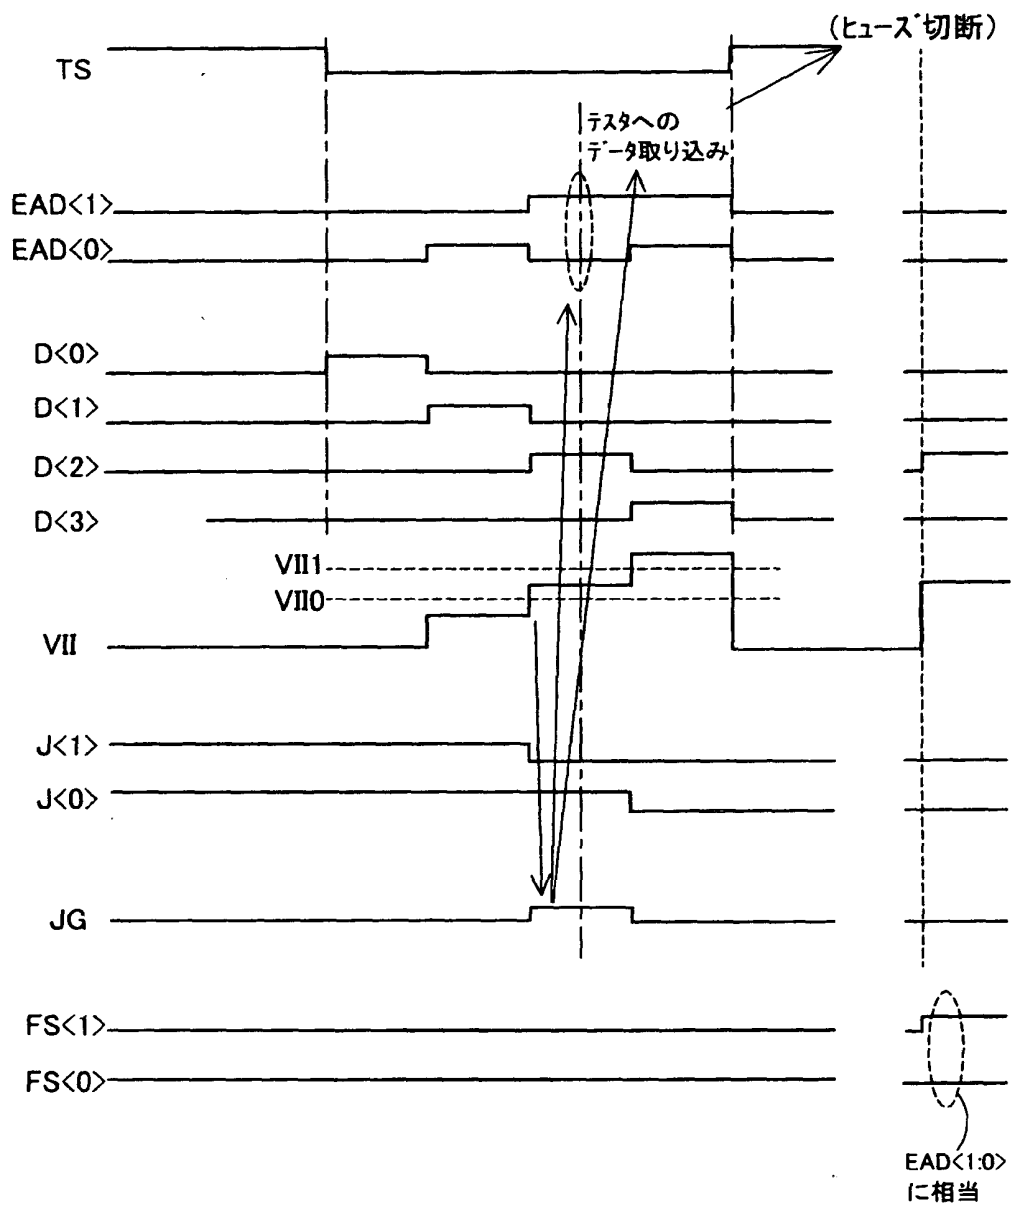 (ヒューズ切断)
TS
テスタへの
データ取り込み
EAD<1>
EAD<0>
D<0>
D<1>
D<2>
D<3>
VII1
VII0
VII
J<1>
J<0>
JG
FS<1>
FS<0>
EAD<1:0>
に相当